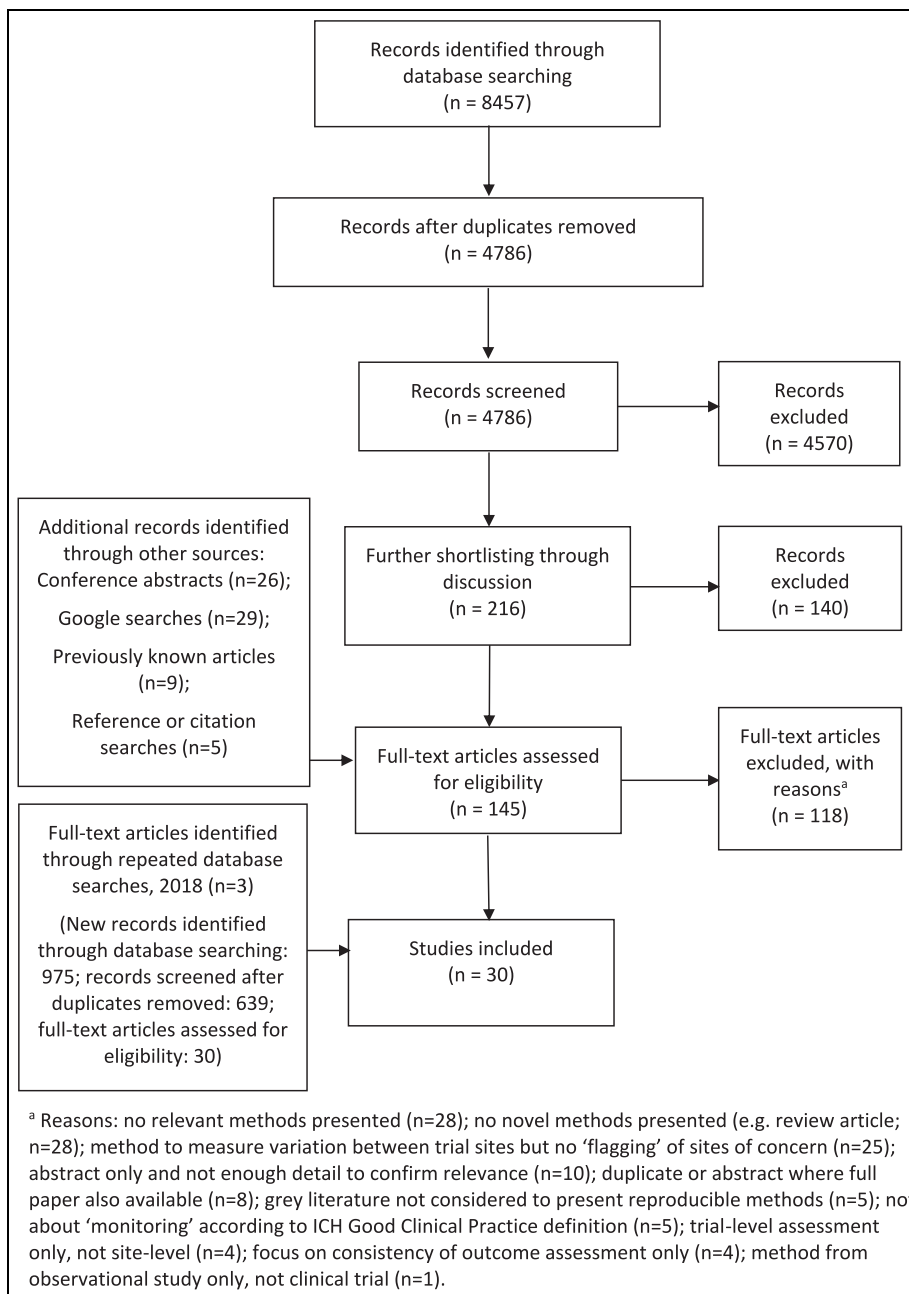 Records identified through
database searching
(n = 8457)
Records after duplicates removed
(n = 4786)
Records screened
(n = 4786)
Records
excluded
(n = 4570)
Additional records identified
through other sources:
Conference abstracts (n=26);
Google searches (n=29);
Previously known articles
(n=9);
Reference or citation
searches (n=5)
Further shortlisting through
discussion
(n = 216)
Records
excluded
(n = 140)
Full-text articles assessed
for eligibility
(n = 145)
Full-text articles
excluded, with
reasonsᵃ
(n = 118)
Full-text articles identified
through repeated database
searches, 2018 (n=3)
(New records identified
through database searching:
975; records screened after
duplicates removed: 639;
full-text articles assessed for
eligibility: 30)
Studies included
(n = 30)
ᵃ Reasons: no relevant methods presented (n=28); no novel methods presented (e.g. review article;
n=28); method to measure variation between trial sites but no ‘flagging’ of sites of concern (n=25);
abstract only and not enough detail to confirm relevance (n=10); duplicate or abstract where full
paper also available (n=8); grey literature not considered to present reproducible methods (n=5); no
about ‘monitoring’ according to ICH Good Clinical Practice definition (n=5); trial-level assessment
only, not site-level (n=4); focus on consistency of outcome assessment only (n=4); method from
observational study only, not clinical trial (n=1).